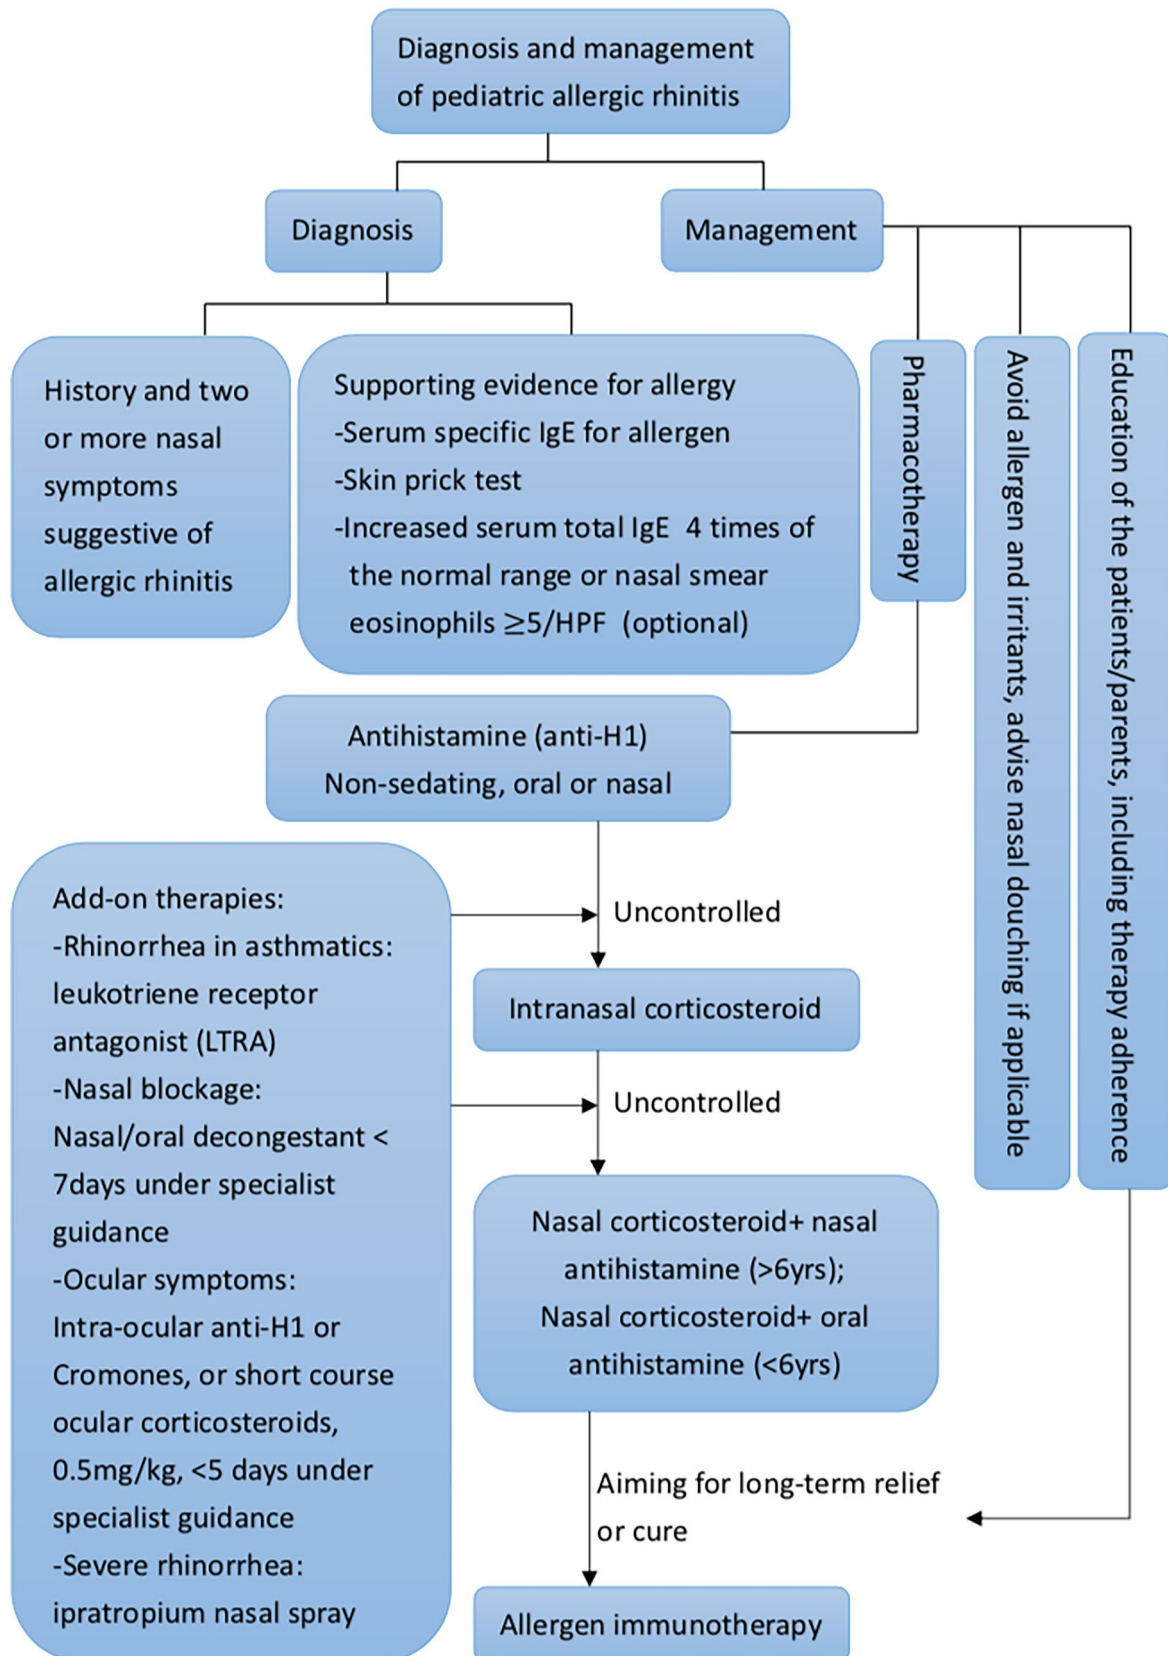 Diagnosis and management
of pediatric allergic rhinitis
Diagnosis
Management
History and two
or more nasal
symptoms
suggestive of
allergic rhinitis
Supporting evidence for allergy
-Serum specific IgE for allergen
-Skin prick test
-Increased serum total IgE 4 times of
the normal range or nasal smear
eosinophils ≥5/HPF (optional)
Pharmacotherapy
Avoid allergen and irritants, advise nasal douching if applicable
Education of the patients/parents, including therapy adherence
Antihistamine (anti-H1)
Non-sedating, oral or nasal
Add-on therapies:
-Rhinorrhea in asthmatics:
leukotriene receptor
antagonist (LTRA)
-Nasal blockage:
Nasal/oral decongestant <
7days under specialist
guidance
-Ocular symptoms:
Intra-ocular anti-H1 or
Cromones, or short course
ocular corticosteroids,
0.5mg/kg, <5 days under
specialist guidance
-Severe rhinorrhea:
ipratropium nasal spray
Uncontrolled
Intranasal corticosteroid
Uncontrolled
Nasal corticosteroid+ nasal
antihistamine (>6yrs);
Nasal corticosteroid+ oral
antihistamine (<6yrs)
Aiming for long-term relief
or cure
Allergen immunotherapy